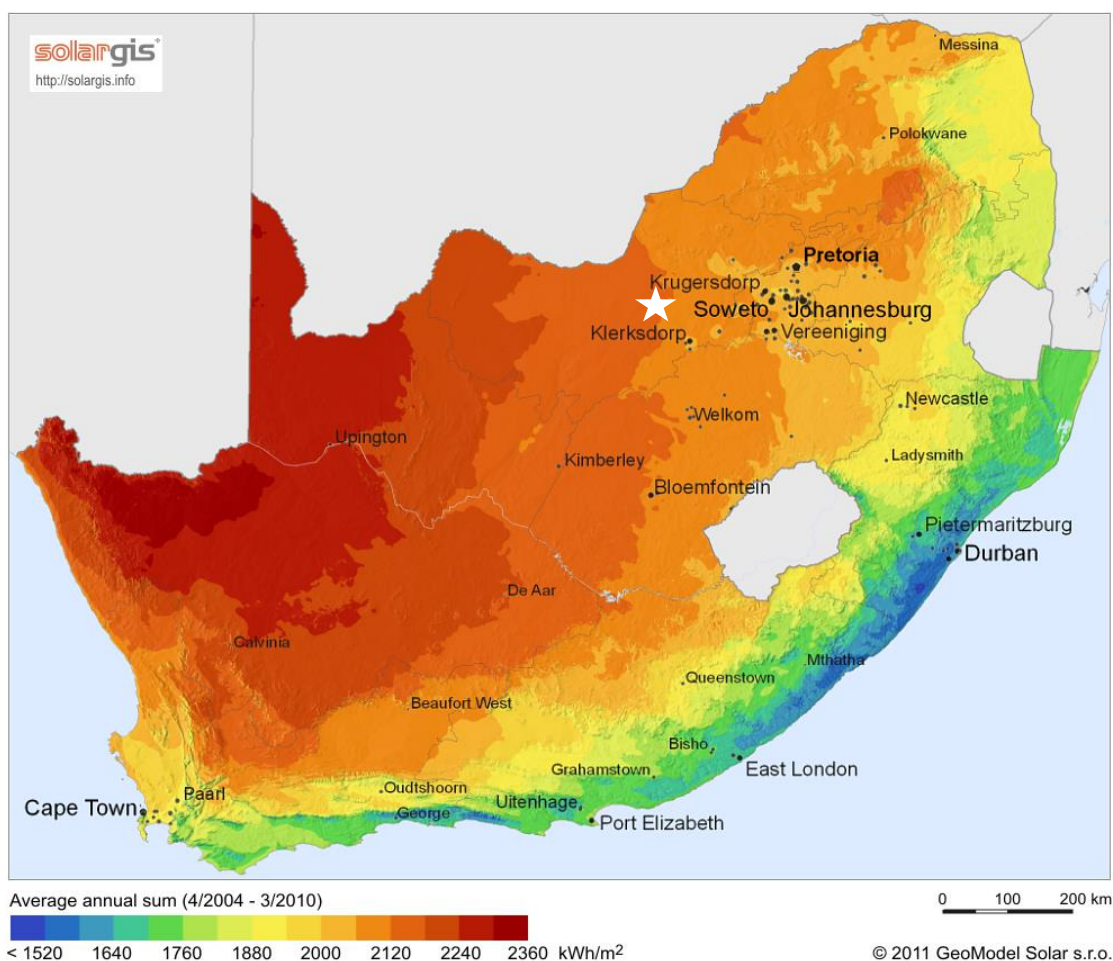 solargis
http://solargis.info
Messina
Polokwane
Pretoria
Krugersdorp
Soweto
Johannesburg
Klerksdorp
Vereeniging
Newcastle
Welkom
Upington
Ladysmith
Kimberley
Bloemfontein
Pietermaritzburg
Durban
De Aar
Calvinia
Mthatha
Queenstown
Beaufort West
Bisho
East London
Grahamstown
Oudtshoorn
Paarl
Uitenhage
Cape Town
George
Port Elizabeth
Average annual sum (4/2004 - 3/2010)
0 100 200 km
< 1520 1640 1760 1880 2000 2120 2240 2360 kWh/m²
© 2011 GeoModel Solar s.r.o.